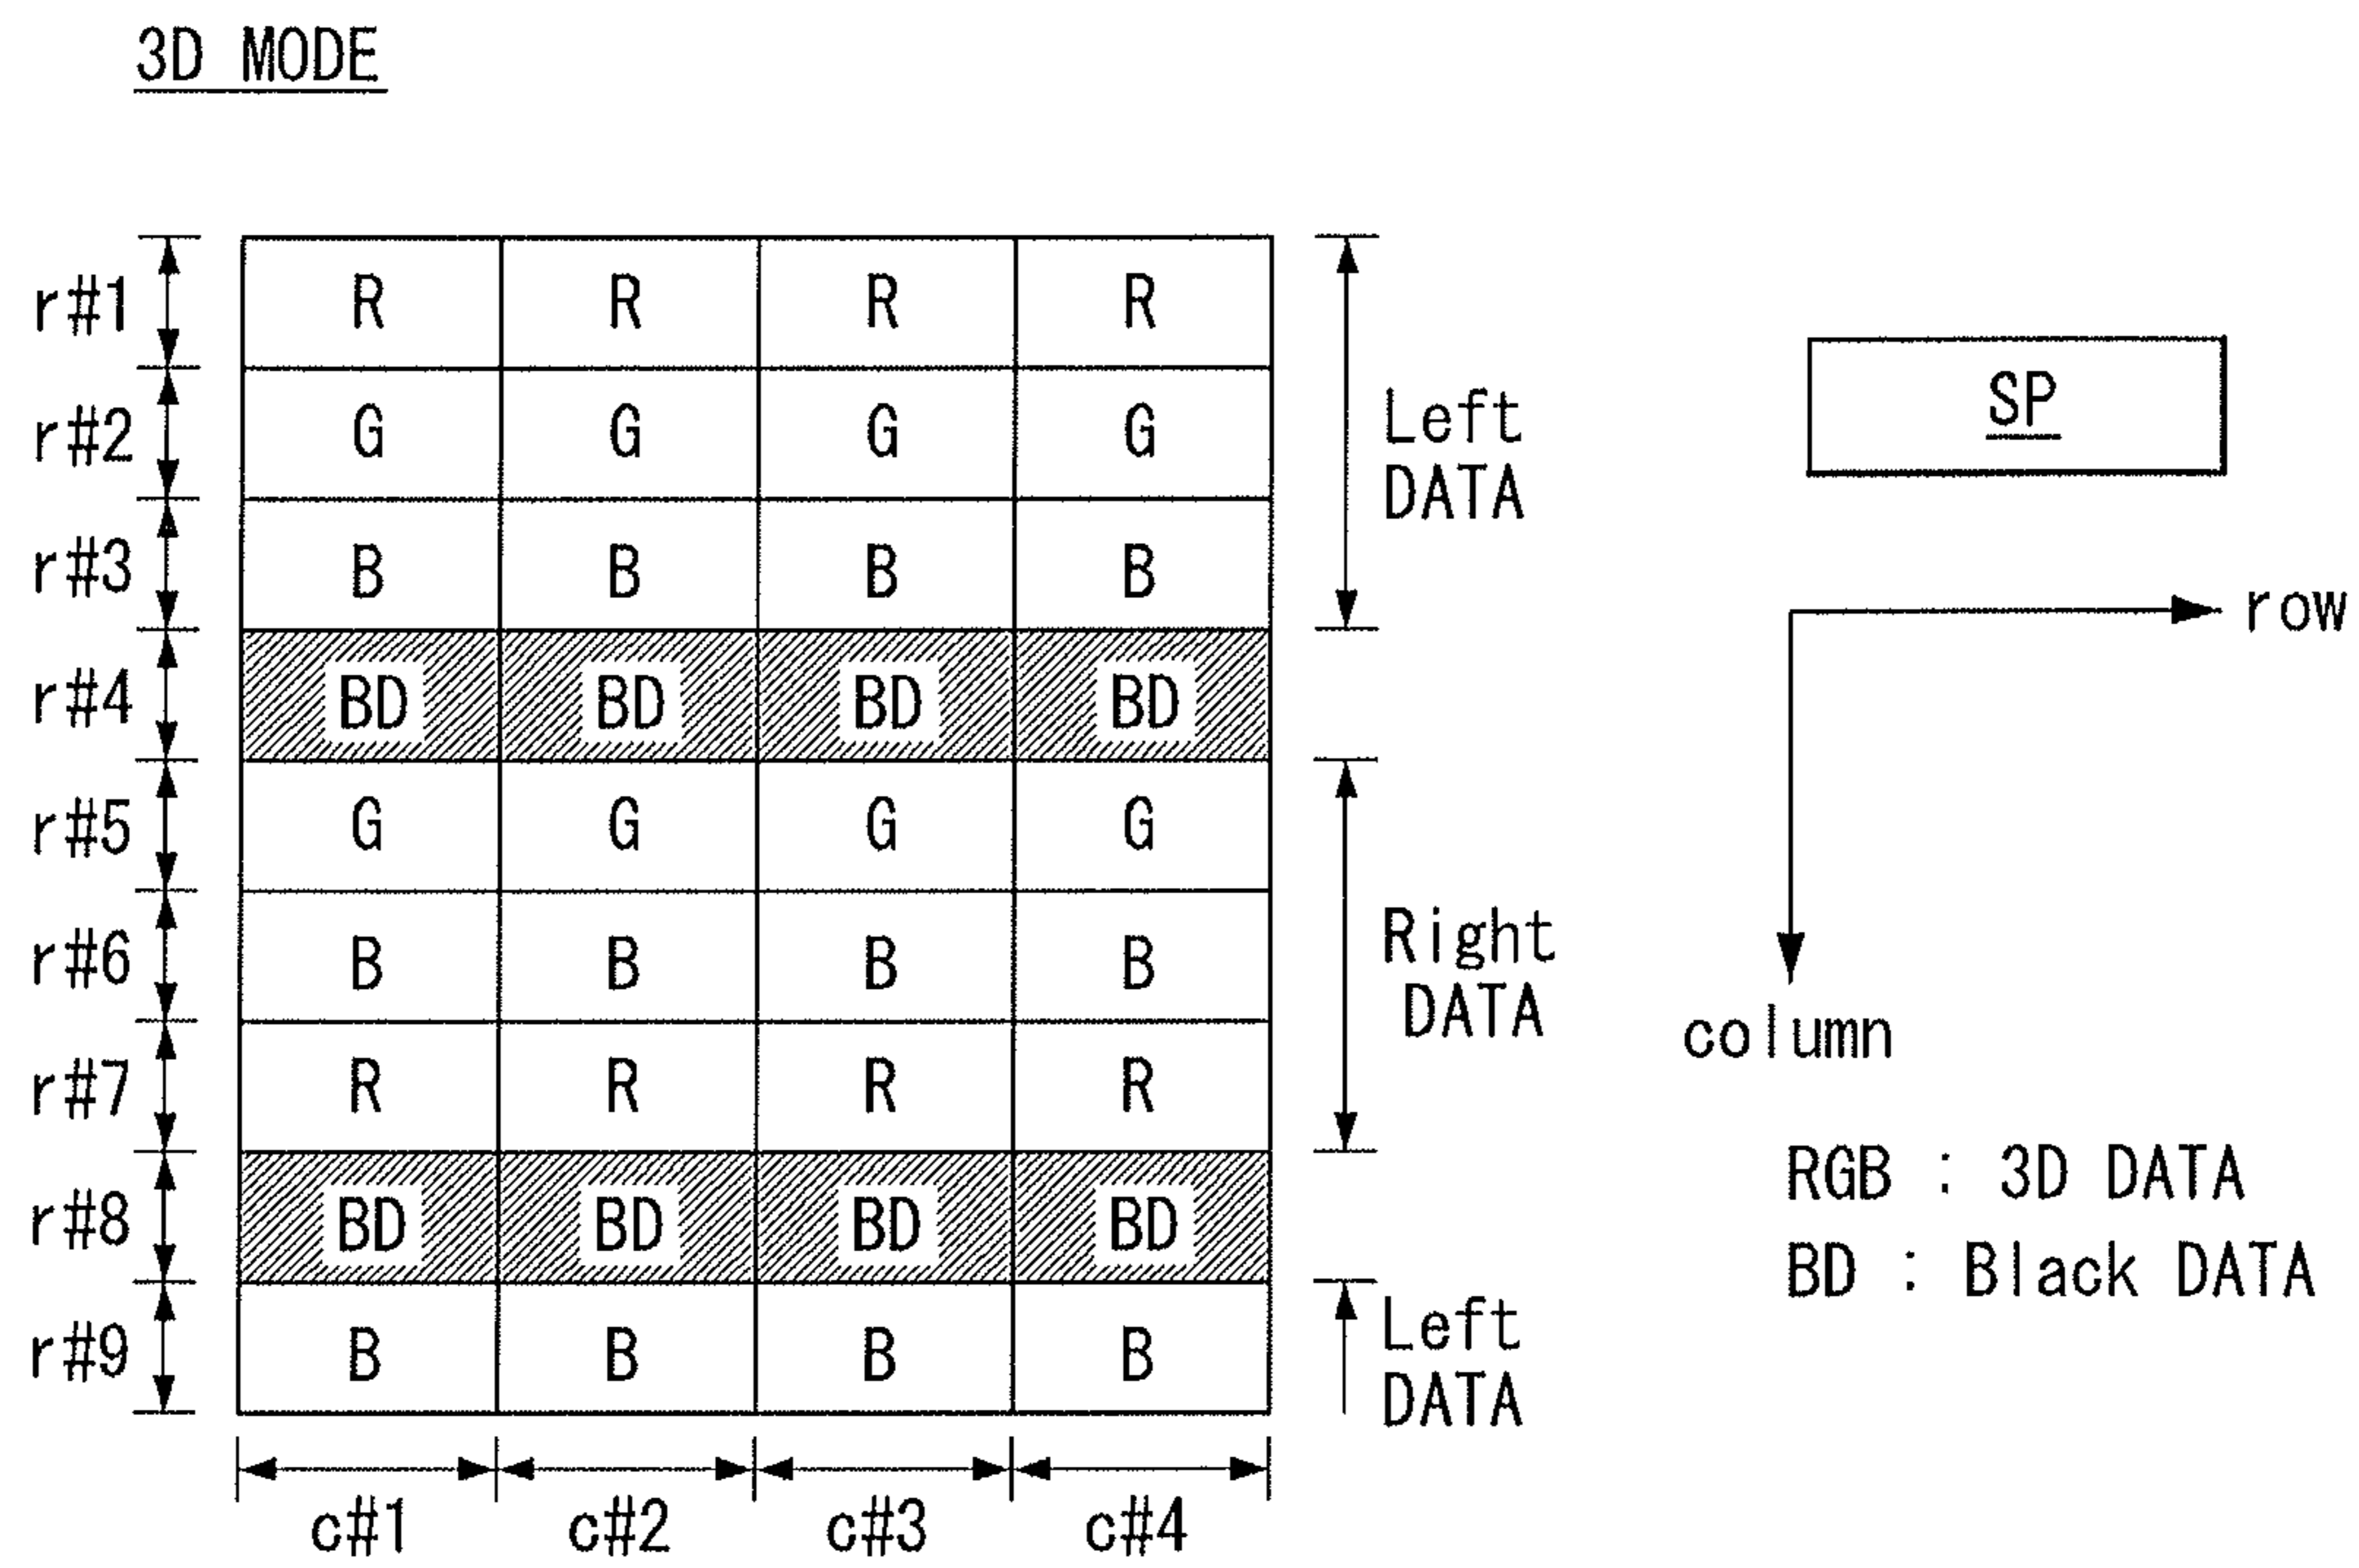 3D MODE
r#1 R R R R
r#2 G G G G
r#3 B B B B
Left
DATA
r#4 BD BD BD BD
r#5 G G G G
r#6 B B B B
r#7 R R R R
Right
DATA
r#8 BD BD BD BD
r#9 B B B B
Left
DATA
c#1 c#2 c#3 c#4
SP
row
column
RGB : 3D DATA
BD : Black DATA